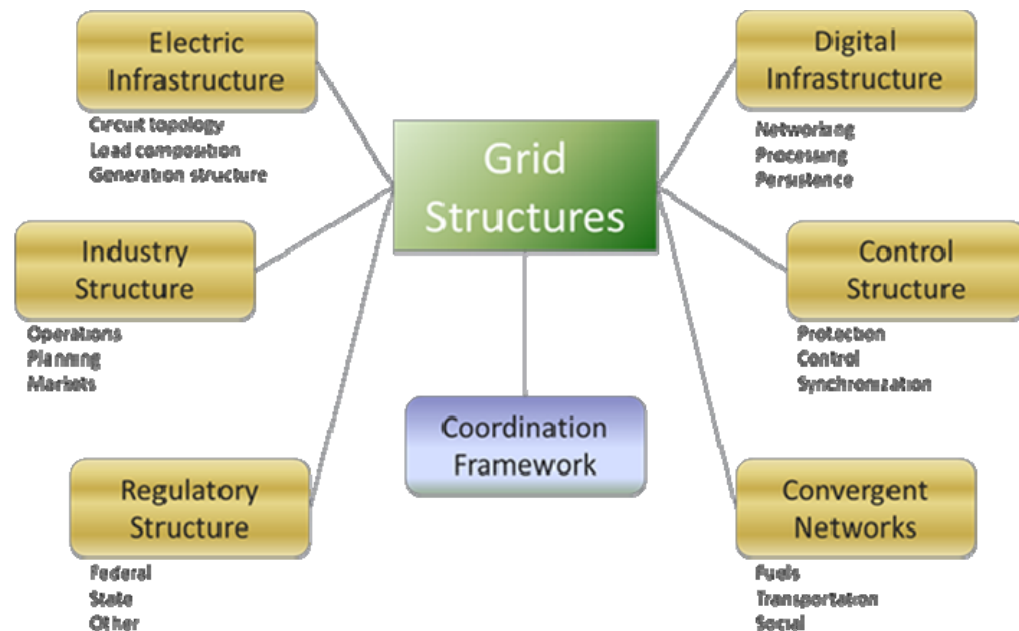 Electric
Infrastructure
Circuit topology
Load composition
Generation structure
Industry
Structure
Operations
Planning
Markets
Regulatory
Structure
Federal
State
Other
Grid
Structures
Coordination
Framework
Digital
Infrastructure
Networking
Processing
Persistence
Control
Structure
Protection
Control
Synchronization
Convergent
Networks
Fuels
Transportation
Social